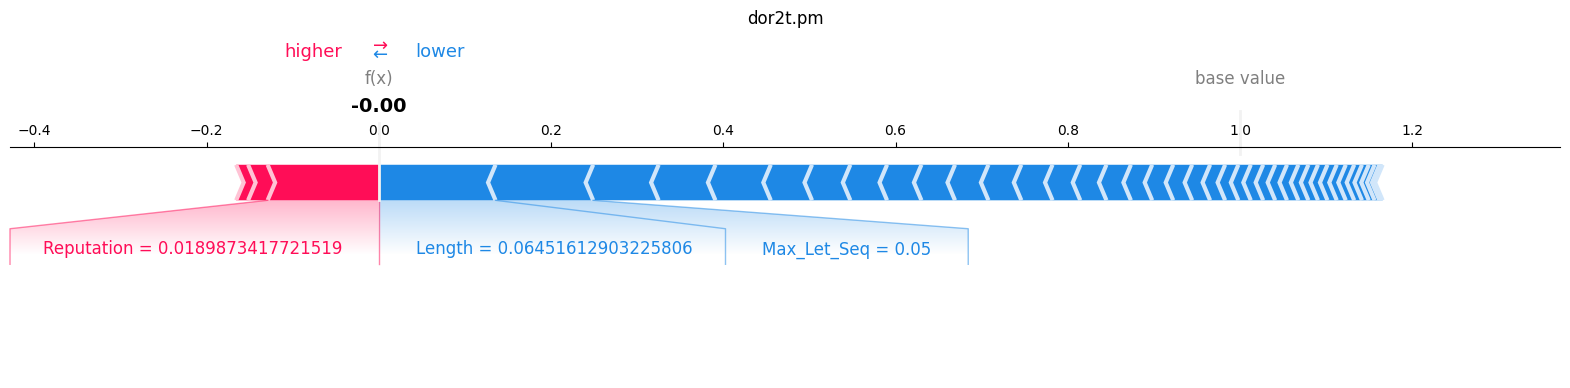 dor2t.pm
higher ⇄ lower
f(x) base value
-0.00
−0.4 −0.2 0.0 0.2 0.4 0.6 0.8 1.0 1.2
Reputation = 0.0189873417721519 Length = 0.06451612903225806 Max_Let_Seq = 0.05